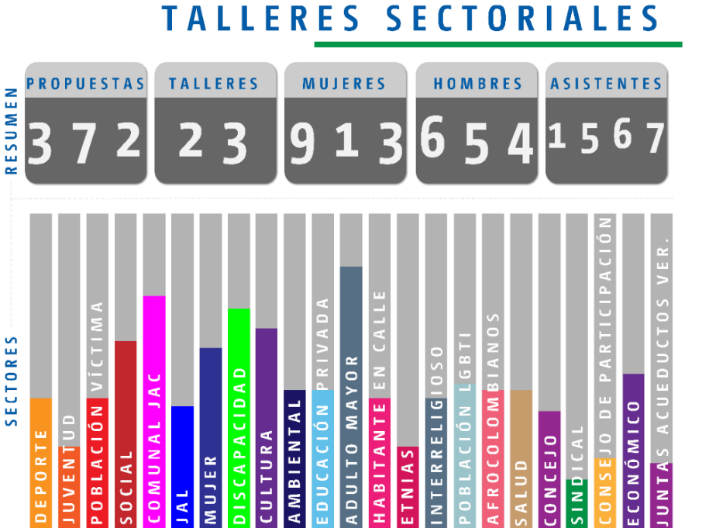 TALLERES SECTORIALES
RESUMEN
PROPUESTAS
372
TALLERES
23
MUJERES
913
HOMBRES
654
ASISTENTES
1567
SECTORES
DEPORTE
JUVENTUD
POBLACIÓN VÍCTIMA
SOCIAL
COMUNAL JAC
JAL
MUJER
DISCAPACIDAD
CULTURA
AMBIENTAL
EDUCACIÓN PRIVADA
ADULTO MAYOR
HABITANTE EN CALLE
ETNIAS
INTERRELIGIOSO
POBLACIÓN LGBTI
AFROCOLOMBIANOS
SALUD
CONCEJO
SINDICAL
CONSEJO DE PARTICIPACIÓN
ECONÓMICO
JUNTAS ACUEDUCTOS VER.